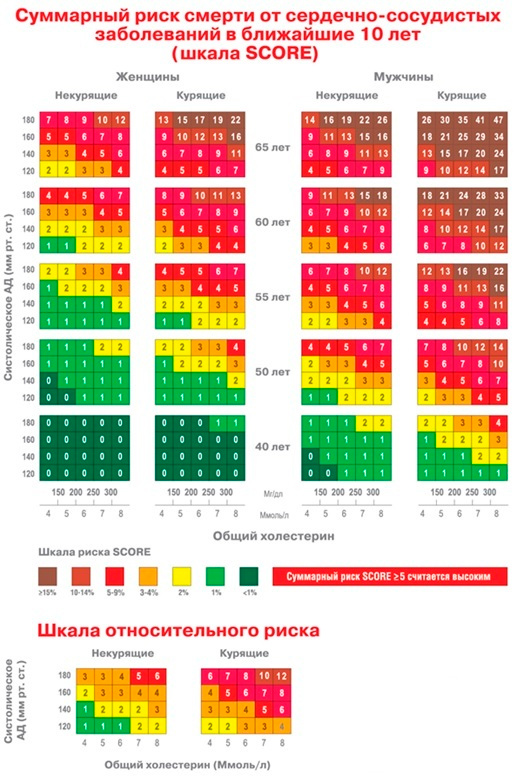 Суммарный риск смерти от сердечно-сосудистых
заболеваний в ближайшие 10 лет
(шкала SCORE)
Женщины Мужчины
Некурящие Курящие Некурящие Курящие
Систолическое АД (мм рт. ст.)
180 7 8 9 10 12 13 15 17 19 22 14 16 19 22 26 26 30 35 41 47
160 5 5 6 7 8 9 10 12 13 16 9 11 13 15 16 18 21 25 29 34
65 лет
140 3 3 4 5 6 6 7 8 9 11 6 8 9 11 13 13 15 17 20 24
120 2 2 3 3 4 4 5 5 6 7 4 5 6 7 9 9 10 12 14 17
180 4 4 5 6 7 8 9 10 11 13 9 11 13 15 18 18 21 24 28 33
160 3 3 3 4 5 5 6 7 8 9 6 7 9 10 12 12 14 17 20 24
60 лет
140 2 2 2 3 3 3 4 5 5 6 4 5 6 7 9 8 10 12 14 17
120 1 1 2 2 2 2 3 3 4 4 3 3 4 5 6 6 7 8 10 12
180 2 2 3 3 4 4 5 5 6 7 6 7 8 10 12 12 13 16 19 22
160 1 2 2 2 3 3 3 4 4 5 4 5 6 7 8 8 9 11 13 16
55 лет
140 1 1 1 1 2 2 2 2 3 3 3 3 4 5 6 5 6 8 9 11
120 1 1 1 1 1 1 1 2 2 2 2 2 3 3 4 4 4 5 6 8
180 1 1 1 2 2 2 2 3 3 4 4 4 5 6 7 7 8 10 12 14
160 1 1 1 1 1 1 2 2 2 3 2 3 3 4 5 5 6 7 8 10
50 лет
140 0 1 1 1 1 1 1 1 1 2 2 2 2 3 3 3 4 5 6 7
120 0 0 1 1 1 1 1 1 1 1 1 1 2 2 2 2 3 3 4 5
180 0 0 0 0 0 0 0 0 1 1 1 1 1 2 2 2 2 3 3 4
160 0 0 0 0 0 0 0 0 0 0 1 1 1 1 1 1 2 2 2 3
40 лет
140 0 0 0 0 0 0 0 0 0 0 0 1 1 1 1 1 1 1 2 2
120 0 0 0 0 0 0 0 0 0 0 0 0 1 1 1 1 1 1 1 1
150 200 250 300 150 200 250 300 Мг/дл 150 200 250 300 150 200 250 300
4 5 6 7 8 4 5 6 7 8 Ммоль/л 4 5 6 7 8 4 5 6 7 8
Общий холестерин
Шкала риска SCORE
≥15% 10-14% 5-9% 3-4% 2% 1% <1%
Суммарный риск SCORE ≥5 считается высоким
Шкала относительного риска
Некурящие Курящие
Систолическое
АД (мм рт. ст.)
180 3 3 4 5 6 6 7 8 10 12
160 2 3 3 4 4 4 5 6 7 8
140 1 2 2 2 3 3 3 4 5 6
120 1 1 1 2 2 2 2 3 3 4
4 5 6 7 8 4 5 6 7 8
Общий холестерин (Ммоль/л)